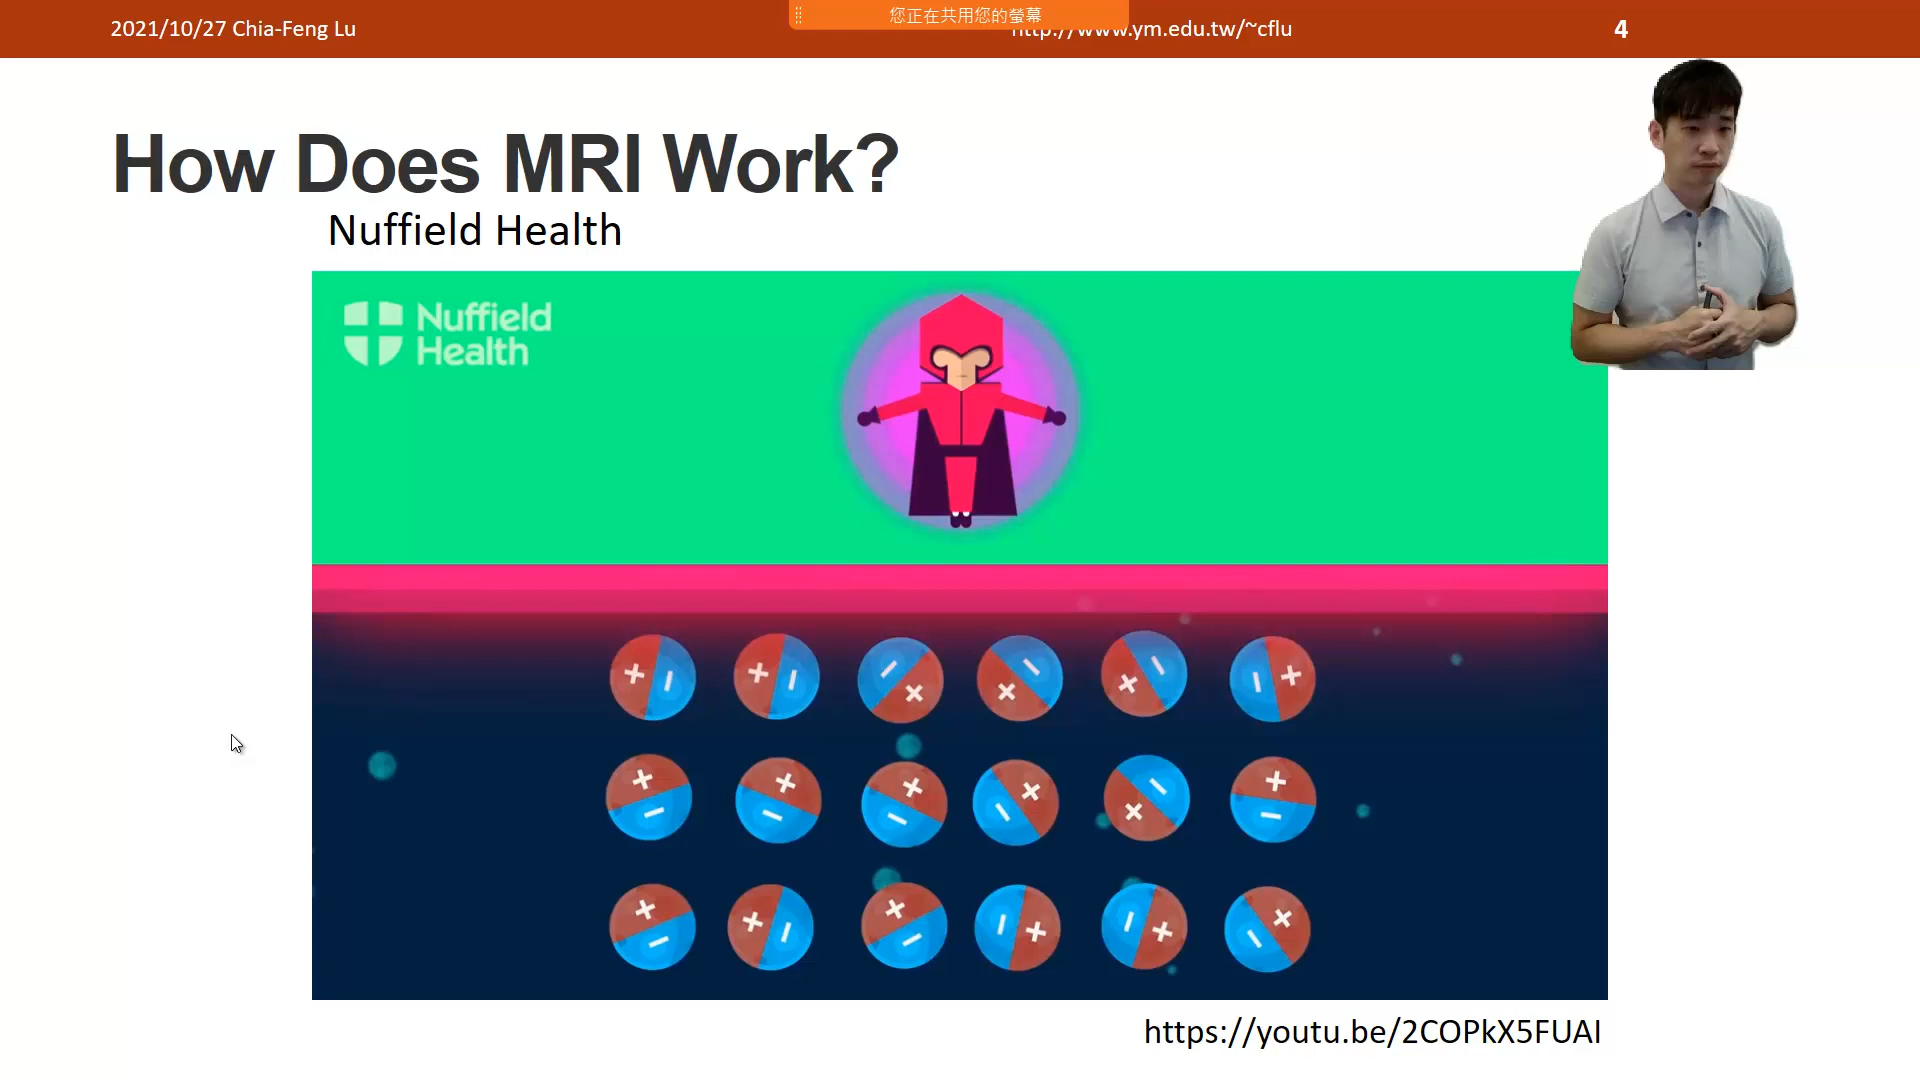 2021/10/27 Chia-Feng Lu
您正在共用您的螢幕
http://www.ym.edu.tw/~cflu
4
How Does MRI Work?
Nuffield Health
Nuffield
Health
+ − + − − + + − + − − +
+ − + − + − − + + − + −
+ − + − + − − + − + − +
https://youtu.be/2COPkX5FUAI